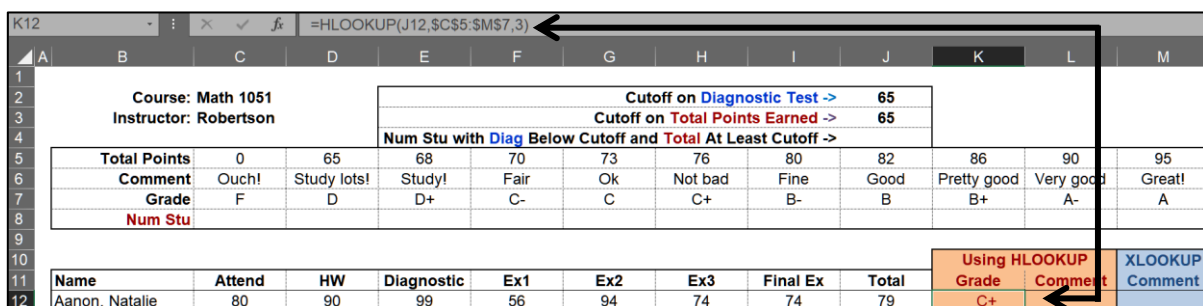 K12 fx =HLOOKUP(J12,$C$5:$M$7,3)
A B C D E F G H I J K L M
1
2 Course: Math 1051 Cutoff on Diagnostic Test -> 65
3 Instructor: Robertson Cutoff on Total Points Earned -> 65
4 Num Stu with Diag Below Cutoff and Total At Least Cutoff ->
5 Total Points 0 65 68 70 73 76 80 82 86 90 95
6 Comment Ouch! Study lots! Study! Fair Ok Not bad Fine Good Pretty good Very good Great!
7 Grade F D D+ C- C C+ B- B B+ A- A
8 Num Stu
9
10 Using HLOOKUP XLOOKUP
11 Name Attend HW Diagnostic Ex1 Ex2 Ex3 Final Ex Total Grade Comment Comment
12 Aanon, Natalie 80 90 99 56 94 74 74 79 C+